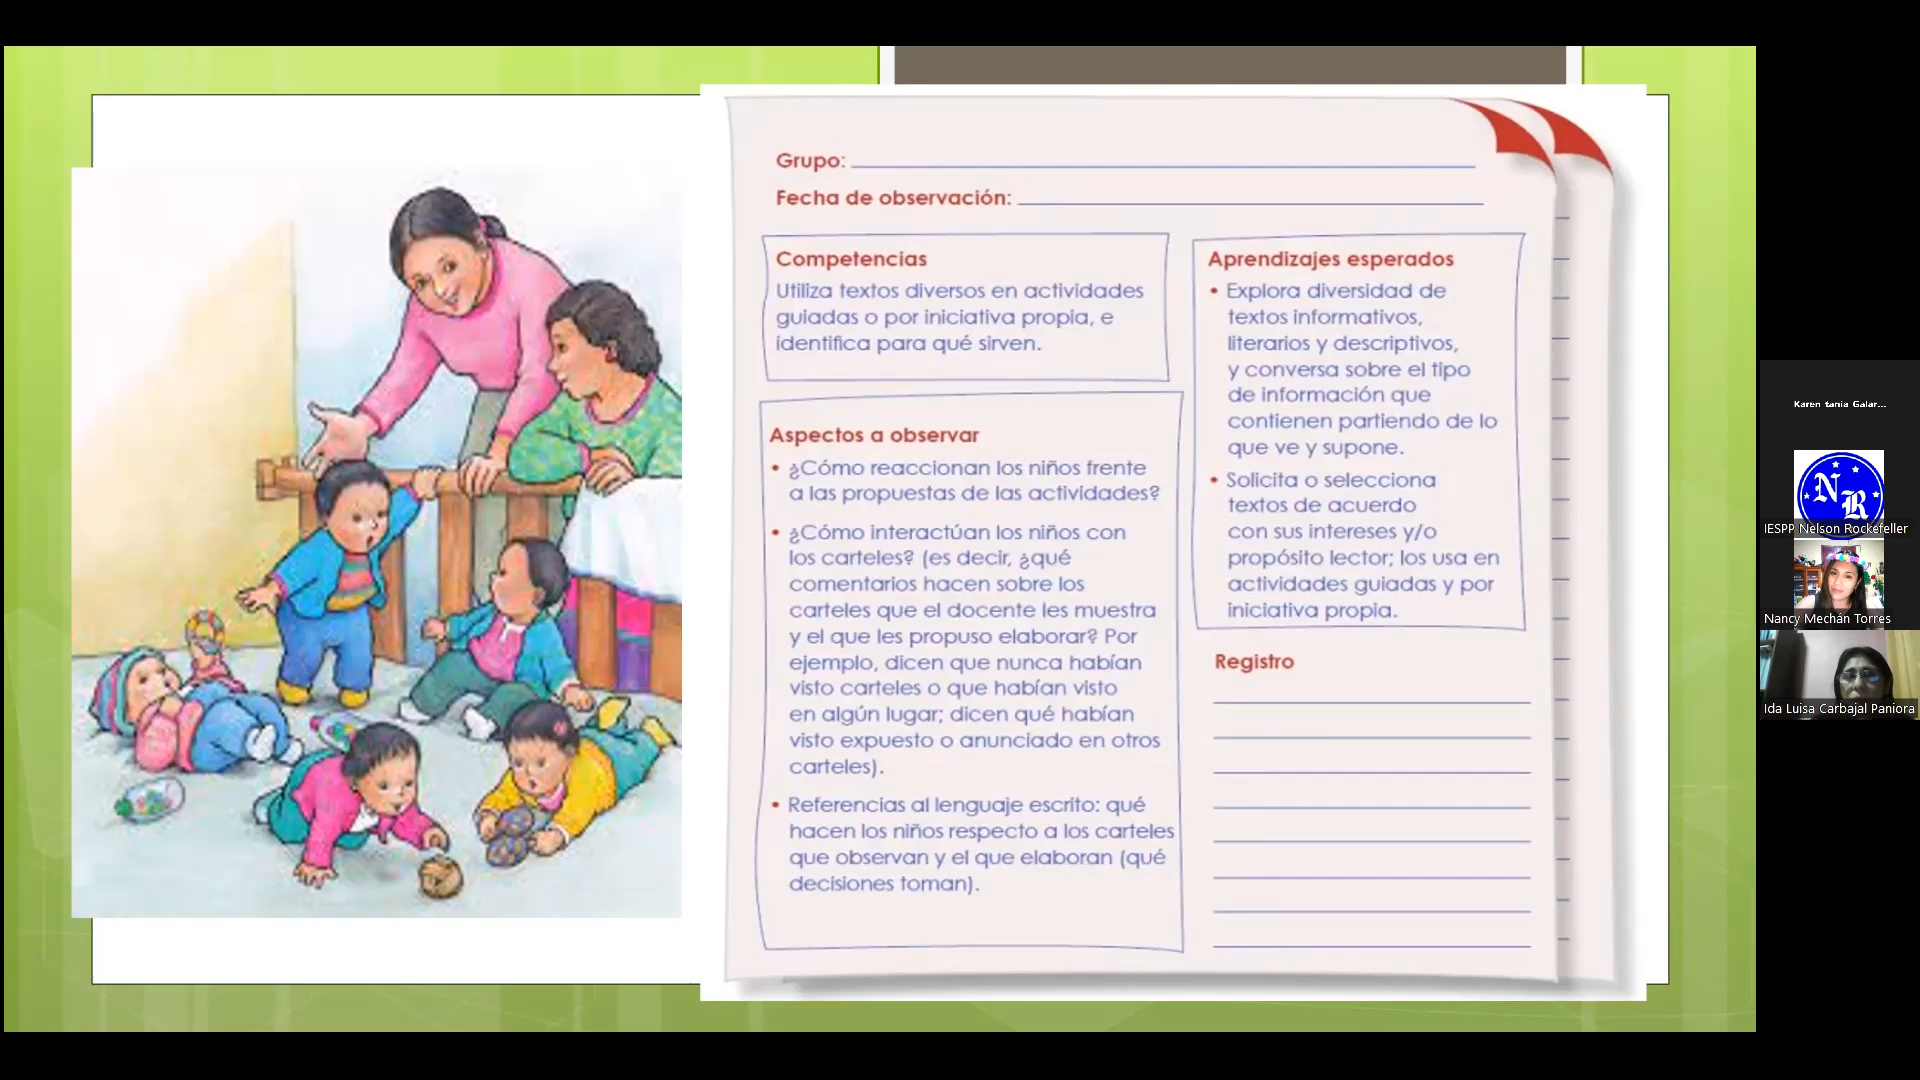 Grupo:
Fecha de observación:
Competencias
Utiliza textos diversos en actividades
guiadas o por iniciativa propia, e
identifica para qué sirven.
Aspectos a observar
• ¿Cómo reaccionan los niños frente
a las propuestas de las actividades?
• ¿Cómo interactúan los niños con
los carteles? (es decir, ¿qué
comentarios hacen sobre los
carteles que el docente les muestra
y el que les propuso elaborar? Por
ejemplo, dicen que nunca habían
visto carteles o que habían visto
en algún lugar; dicen qué habían
visto expuesto o anunciado en otros
carteles).
• Referencias al lenguaje escrito: qué
hacen los niños respecto a los carteles
que observan y el que elaboran (qué
decisiones toman).
Aprendizajes esperados
• Explora diversidad de
textos informativos,
literarios y descriptivos,
y conversa sobre el tipo
de información que
contienen partiendo de lo
que ve y supone.
• Solicita o selecciona
textos de acuerdo
con sus intereses y/o
propósito lector; los usa en
actividades guiadas y por
iniciativa propia.
Registro
Karen tania Galar...
N R
IESPP Nelson Rockefeller
Nancy Mechán Torres
Ida Luisa Carbajal Paniora